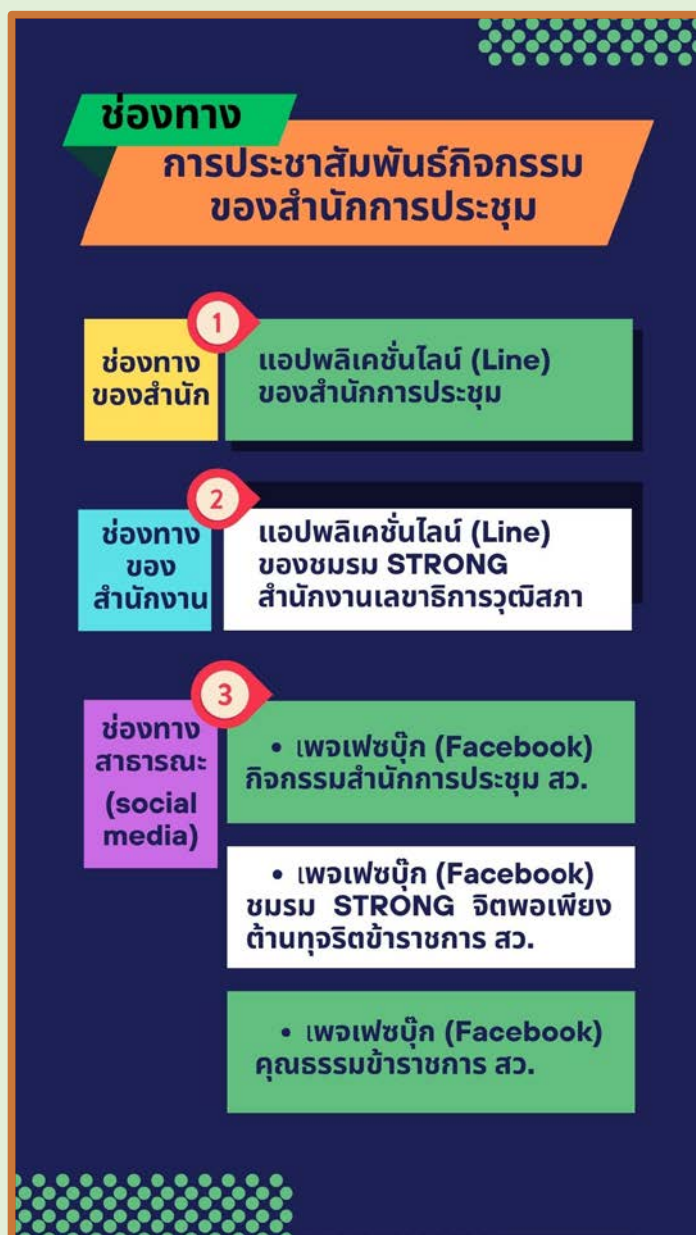 ช่องทาง
การประชาสัมพันธ์กิจกรรม
ของสำนักการประชุม
1
ช่องทาง
ของสำนัก
แอปพลิเคชั่นไลน์ (Line)
ของสำนักการประชุม
2
ช่องทาง
ของ
สำนักงาน
แอปพลิเคชั่นไลน์ (Line)
ของชมรม STRONG
สำนักงานเลขาธิการวุฒิสภา
3
ช่องทาง
สาธารณะ
(social
media)
• เพจเฟซบุ๊ก (Facebook)
กิจกรรมสำนักการประชุม สว.
• เพจเฟซบุ๊ก (Facebook)
ชมรม STRONG จิตพอเพียง
ต้านทุจริตข้าราชการ สว.
• เพจเฟซบุ๊ก (Facebook)
คุณธรรมข้าราชการ สว.